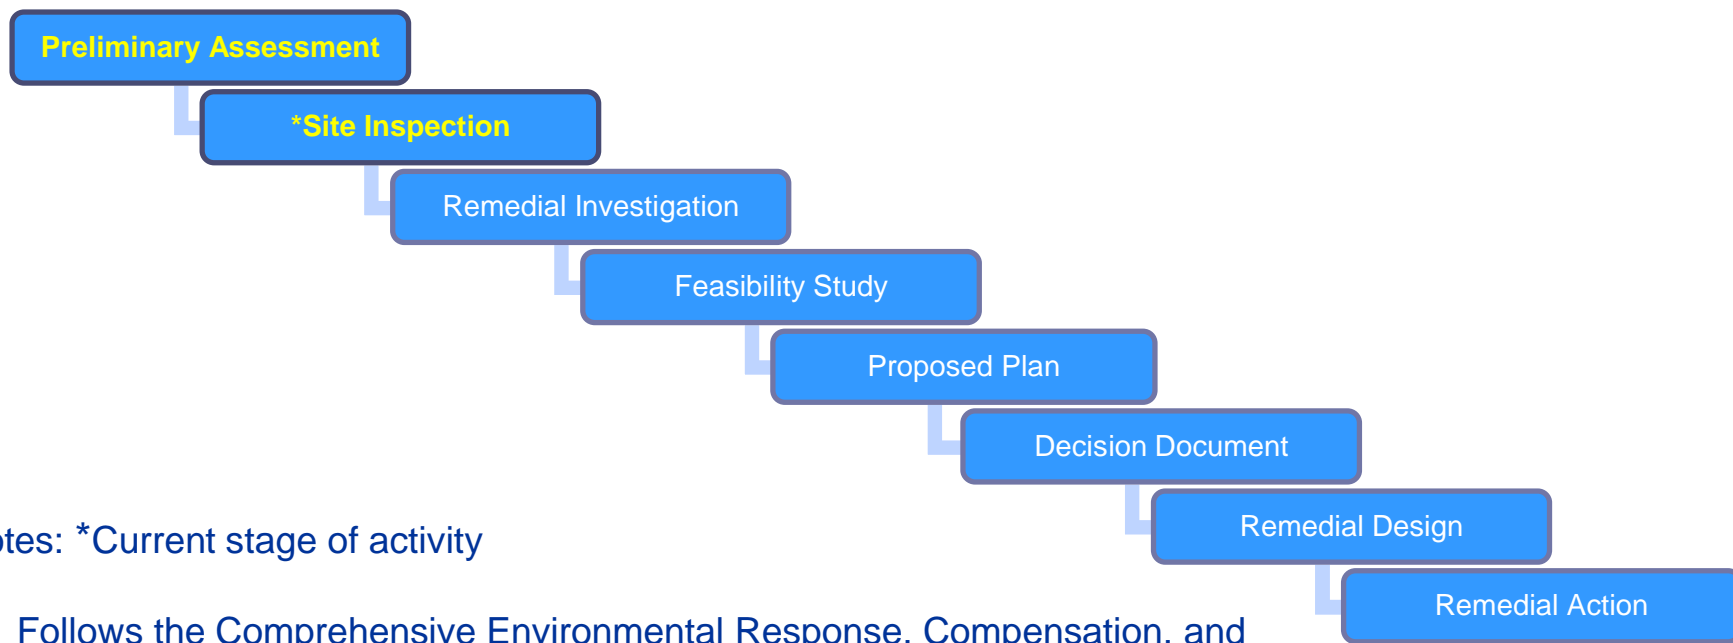 Preliminary Assessment
*Site Inspection
Remedial Investigation
Feasibility Study
Proposed Plan
Decision Document
Remedial Design
otes: *Current stage of activity
Remedial Action
Follows the Comprehensive Environmental Response, Compensation, and